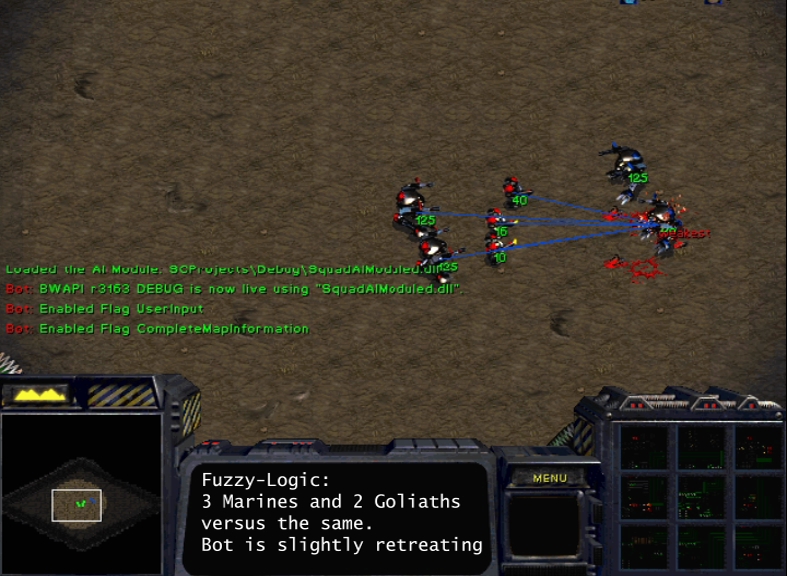 125
40
125
16
weakest
10
125
Loaded the AI Module: SCProjects\Debug\SquadAIModuled.dll
Bot: BWAPI r3163 DEBUG is now live using "SquadAIModuled.dll".
Bot: Enabled Flag UserInput
Bot: Enabled Flag CompleteMapInformation
MENU
Fuzzy-Logic:
3 Marines and 2 Goliaths
versus the same.
Bot is slightly retreating